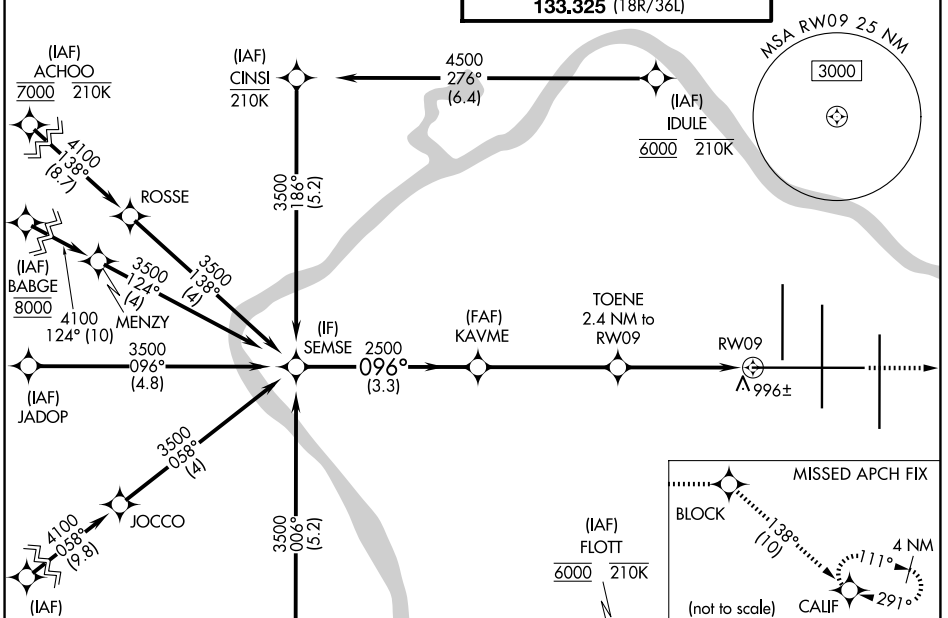 133.325 (18R/36L)
MSA RW09 25 NM
3000
(IAF)
ACHOO
7000 210K
(IAF)
CINSI
210K
4500
276°
(6.4)
(IAF)
IDULE
6000 210K
4100
138°
(8.7)
ROSSE
3500
186°
(5.2)
(IAF)
BABGE
8000
4100
124° (10)
MENZY
3500
124°
(4)
3500
138°
(4)
3500
096°
(4.8)
(IAF)
JADOP
(IF)
SEMSE
2500
096°
(3.3)
(FAF)
KAVME
TOENE
2.4 NM to
RW09
RW09
996±
3500
058°
(4)
JOCCO
4100
058°
(9.8)
(IAF)
3500
006°
(5.2)
(IAF)
FLOTT
6000 210K
MISSED APCH FIX
BLOCK
138°
(10)
4 NM
111°
291°
CALIF
(not to scale)